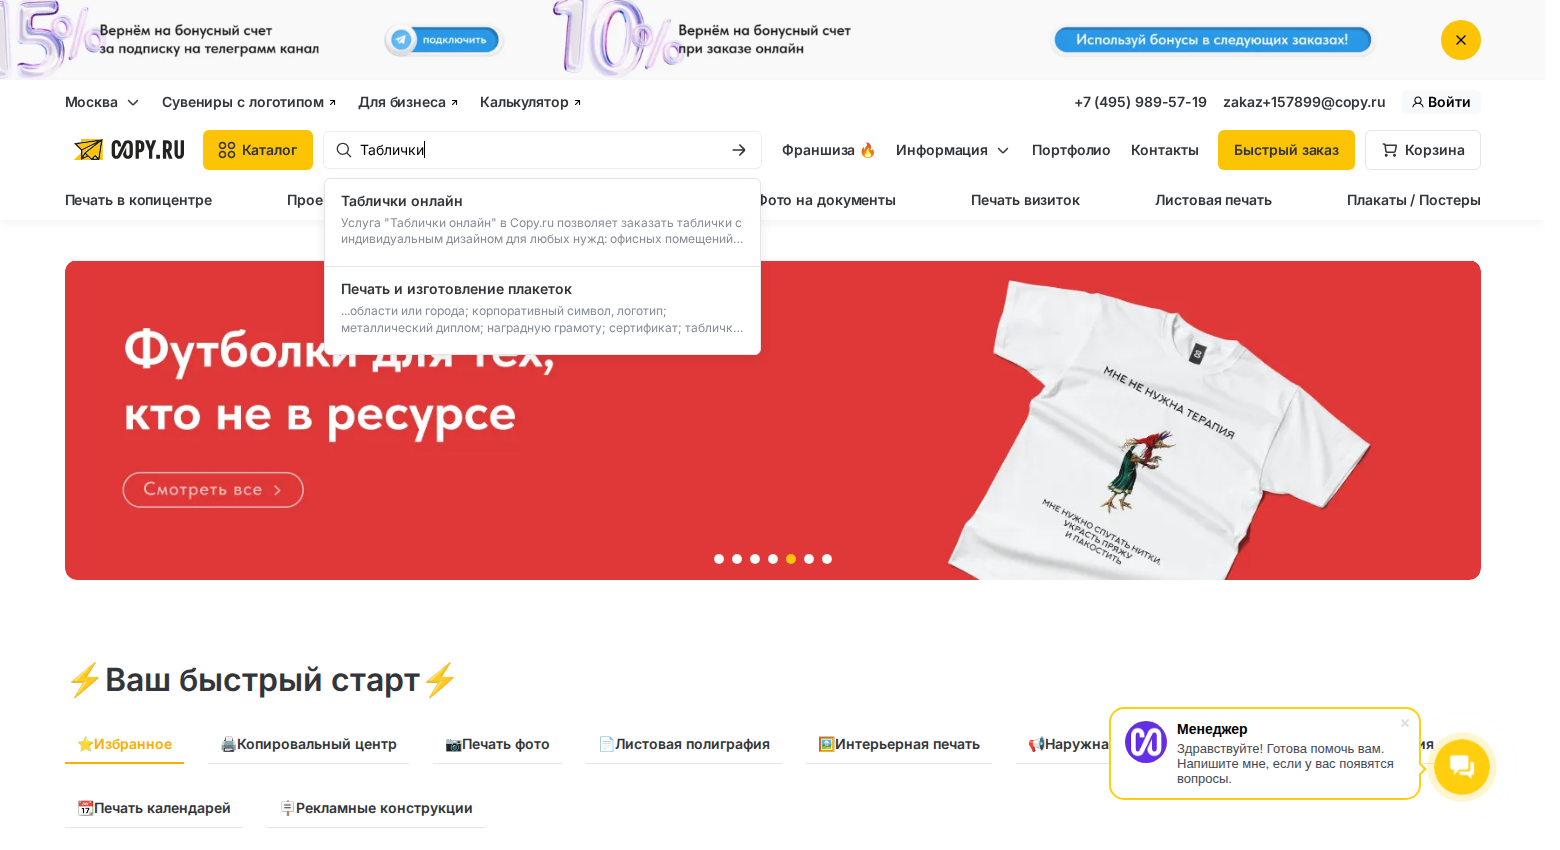 15%
Вернём на бонусный счет
за подписку на телеграмм канал
подключить
10%
Вернём на бонусный счет
при заказе онлайн
Используй бонусы в следующих заказах!
Москва
Сувениры с логотипом
Для бизнеса
Калькулятор
+7 (495) 989-57-19
zakaz+157899@copy.ru
Войти
COPY.RU
Каталог
Таблички
Франшиза 🔥
Информация
Портфолио
Контакты
Быстрый заказ
Корзина
Печать в копицентре
Прое
Фото на документы
Печать визиток
Листовая печать
Плакаты / Постеры
Таблички онлайн
Услуга "Таблички онлайн" в Copy.ru позволяет заказать таблички с
индивидуальным дизайном для любых нужд: офисных помещений...
Печать и изготовление плакеток
...области или города; корпоративный символ, логотип;
металлический диплом; наградную грамоту; сертификат; табличк...
Футболки для тех,
кто не в ресурсе
Смотреть все
МНЕ НЕ НУЖНА ТЕРАПИЯ
МНЕ НУЖНО СПУТАТЬ НИТКИ,
УКРАСТЬ ПРЯЖУ
И ПАКОСТИТЬ
⚡Ваш быстрый старт⚡
⭐Избранное
🖨️Копировальный центр
📷Печать фото
📄Листовая полиграфия
🖼️Интерьерная печать
📢Наружна
ия
📆Печать календарей
🪧Рекламные конструкции
Менеджер
Здравствуйте! Готова помочь вам.
Напишите мне, если у вас появятся
вопросы.